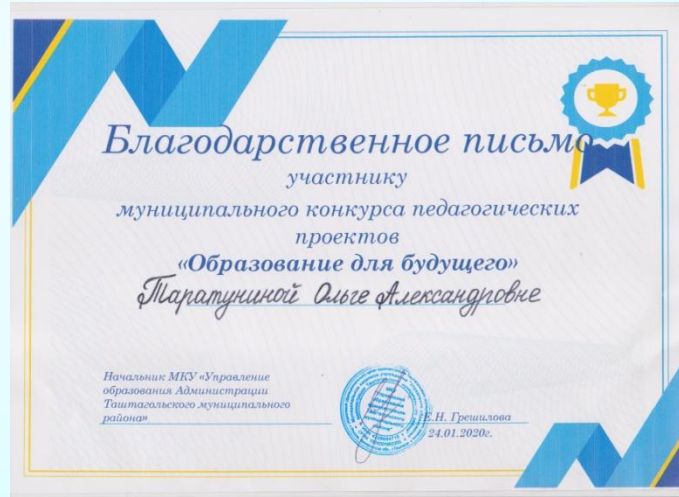 Благодарственное письмо
участнику
муниципального конкурса педагогических
проектов
«Образование для будущего»
Таратуниной Ольге Александровне
Начальник МКУ «Управление
образования Администрации
Таштагольского муниципального
района»
Е.Н. Грешилова
24.01.2020г.